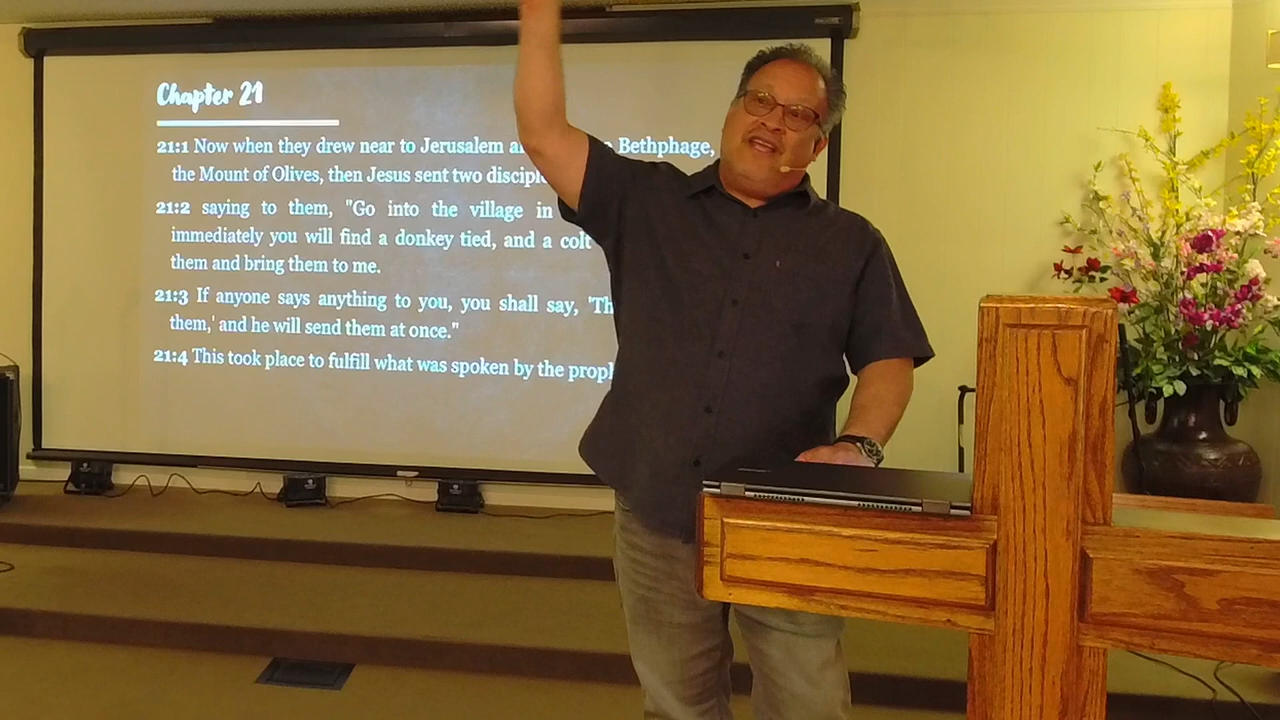 Chapter 21
21:1 Now when they drew near to Jerusalem Bethphage,
the Mount of Olives, then Jesus sent two
21:2 saying to them, "Go into the village in
immediately you will find a donkey tied, and a colt
them and bring them to me.
21:3 If anyone says anything to you, you shall say,
them,' and he will send them at once."
21:4 This took place to fulfill what was spoken by the